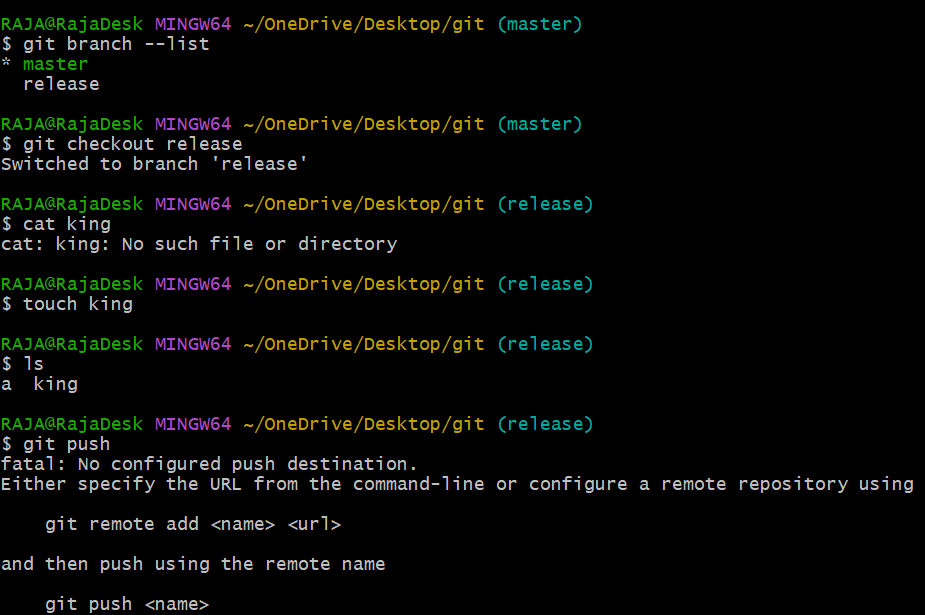 RAJA@RajaDesk MINGW64 ~/OneDrive/Desktop/git (master)
$ git branch --list
* master
  release

RAJA@RajaDesk MINGW64 ~/OneDrive/Desktop/git (master)
$ git checkout release
Switched to branch 'release'

RAJA@RajaDesk MINGW64 ~/OneDrive/Desktop/git (release)
$ cat king
cat: king: No such file or directory

RAJA@RajaDesk MINGW64 ~/OneDrive/Desktop/git (release)
$ touch king

RAJA@RajaDesk MINGW64 ~/OneDrive/Desktop/git (release)
$ ls
a  king

RAJA@RajaDesk MINGW64 ~/OneDrive/Desktop/git (release)
$ git push
fatal: No configured push destination.
Either specify the URL from the command-line or configure a remote repository using

    git remote add <name> <url>

and then push using the remote name

    git push <name>